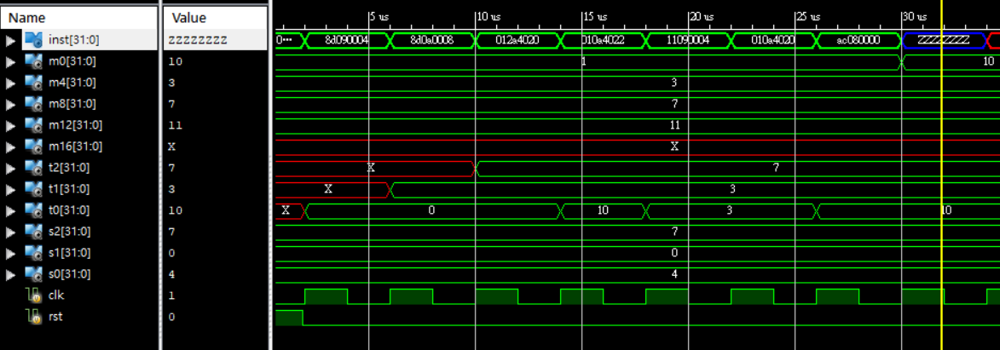 Name Value 5 us 10 us 15 us 20 us 25 us 30 us
inst[31:0] ZZZZZZZZ 0··· 8d090004 8d0a0008 012a4020 010a4022 11090004 010a4020 ac080000 ZZZZZZZZ
m0[31:0] 10 1 10
m4[31:0] 3 3
m8[31:0] 7 7
m12[31:0] 11 11
m16[31:0] X X
t2[31:0] 7 X 7
t1[31:0] 3 X 3
t0[31:0] 10 X 0 10 3 10
s2[31:0] 7 7
s1[31:0] 0 0
s0[31:0] 4 4
clk 1
rst 0